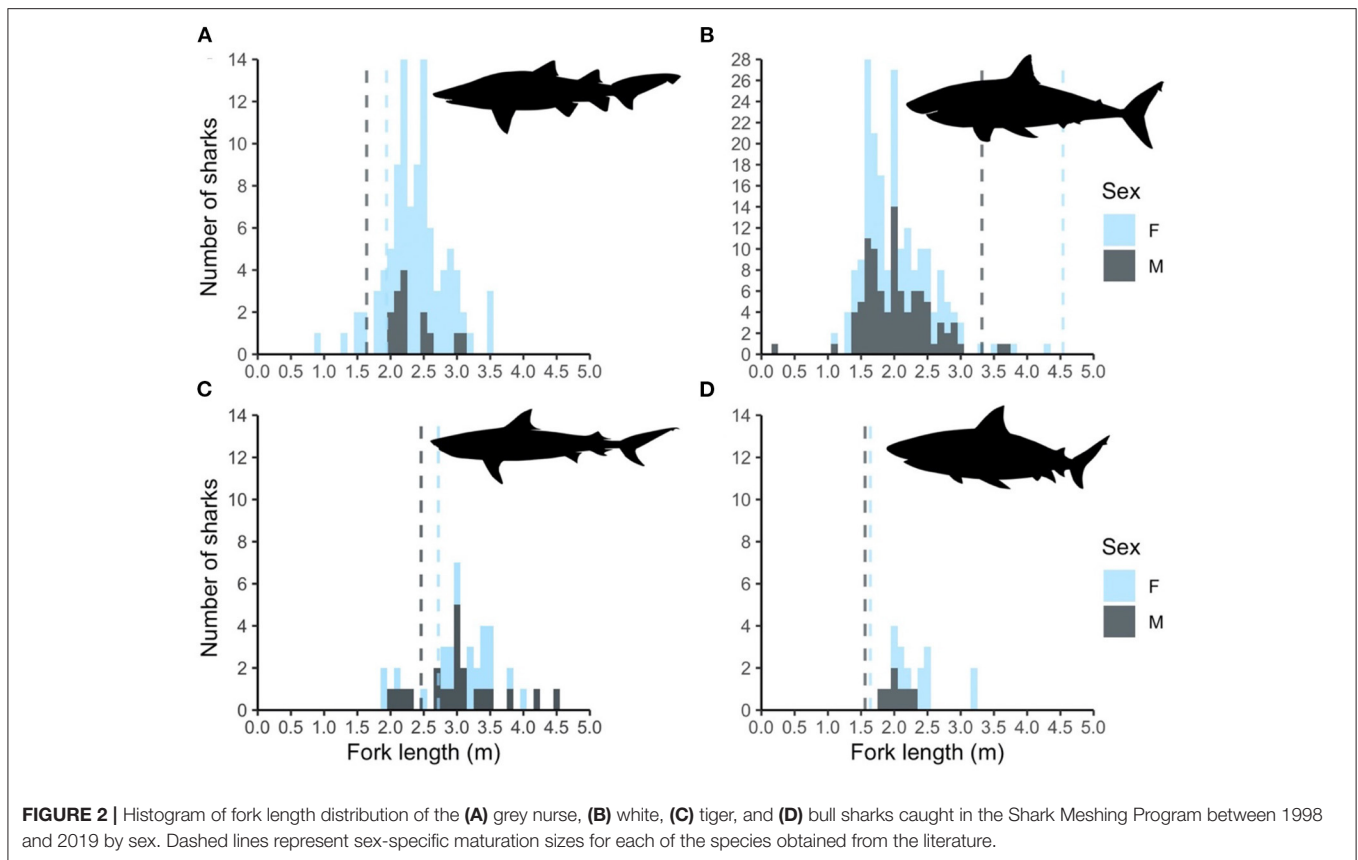 A
B
14
12
10
8
6
4
2
0
Number of sharks
0.0 0.5 1.0 1.5 2.0 2.5 3.0 3.5 4.0 4.5 5.0
28
26
24
22
20
18
16
14
12
10
8
6
4
2
0
0.0 0.5 1.0 1.5 2.0 2.5 3.0 3.5 4.0 4.5 5.0
Sex
F
M
C
D
14
12
10
8
6
4
2
0
Number of sharks
0.0 0.5 1.0 1.5 2.0 2.5 3.0 3.5 4.0 4.5 5.0
Fork length (m)
14
12
10
8
6
4
2
0
0.0 0.5 1.0 1.5 2.0 2.5 3.0 3.5 4.0 4.5 5.0
Fork length (m)
Sex
F
M
FIGURE 2 | Histogram of fork length distribution of the (A) grey nurse, (B) white, (C) tiger, and (D) bull sharks caught in the Shark Meshing Program between 1998
and 2019 by sex. Dashed lines represent sex-specific maturation sizes for each of the species obtained from the literature.